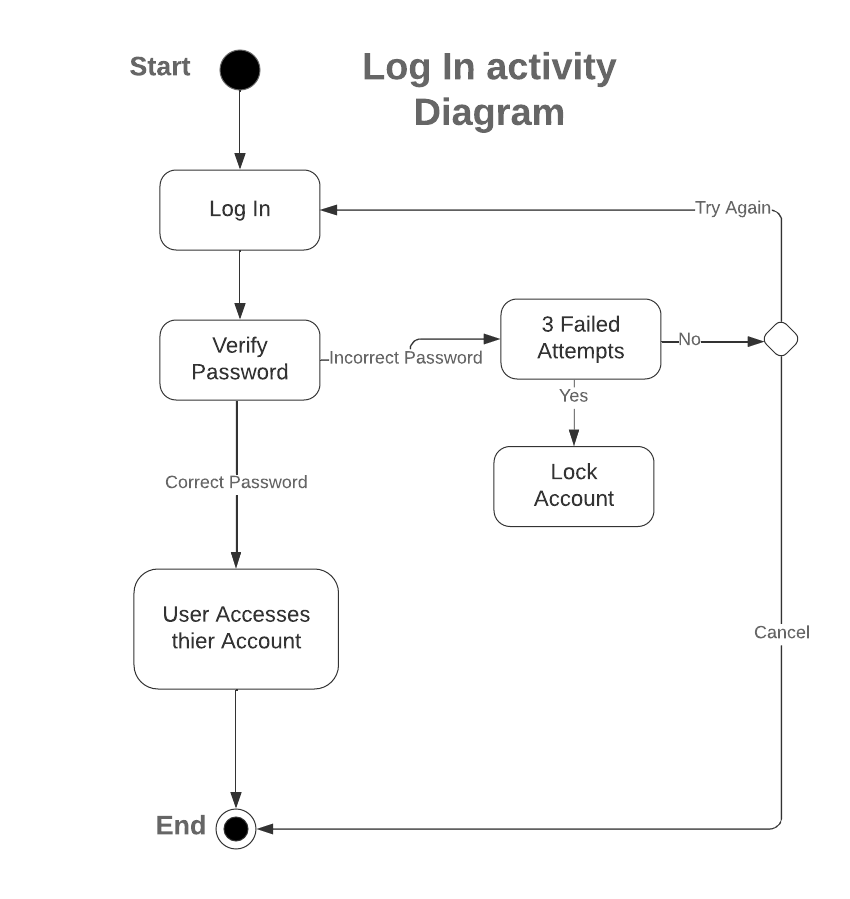 Start
Log In activity
Diagram
Log In
Try Again
3 Failed
Attempts
Verify
Password
Incorrect Password
No
Yes
Lock
Account
Correct Password
User Accesses
thier Account
Cancel
End